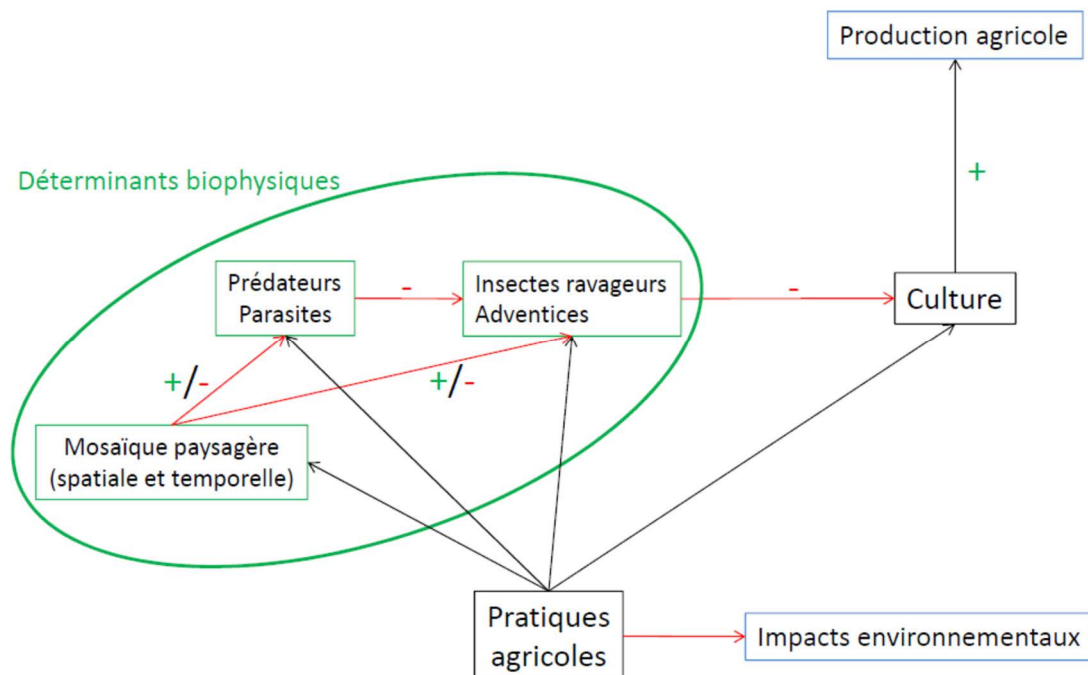 Production agricole
Déterminants biophysiques
+
Prédateurs
Parasites
-
Insectes ravageurs
Adventices
-
Culture
+/-
+/-
Mosaïque paysagère
(spatiale et temporelle)
Pratiques
agricoles
Impacts environnementaux